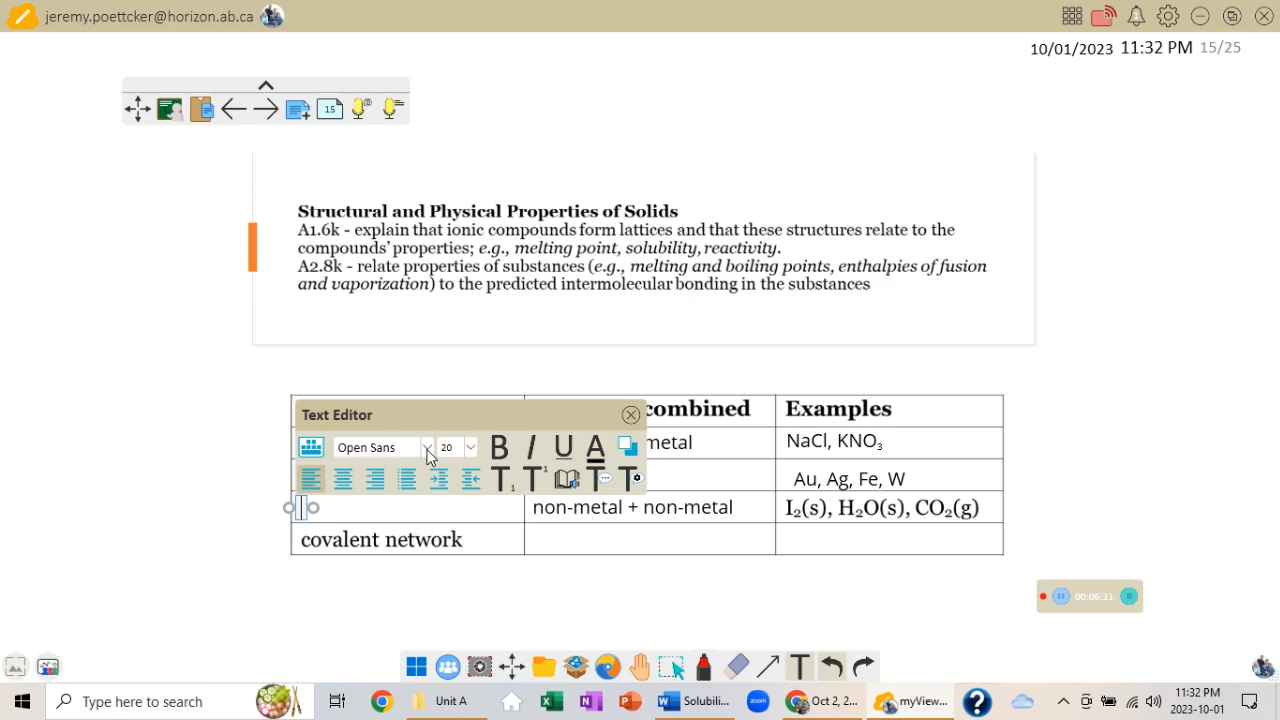 jeremy.poettcker@horizon.ab.ca
10/01/2023 11:32 PM 15/25
15
Structural and Physical Properties of Solids
A1.6k - explain that ionic compounds form lattices and that these structures relate to the
compounds' properties; e.g., melting point, solubility, reactivity.
A2.8k - relate properties of substances (e.g., melting and boiling points, enthalpies of fusion
and vaporization) to the predicted intermolecular bonding in the substances
combined Examples
Text Editor
Open Sans 20 B I U A
metal NaCl, KNO₃
T₁ T¹ T T
Au, Ag, Fe, W
non-metal + non-metal I₂(s), H₂O(s), CO₂(g)
covalent network
00:06:31
T
Type here to search
Unit A
Solubili...
zoom
Oct 2, 2...
myView...
11:32 PM
2023-10-01